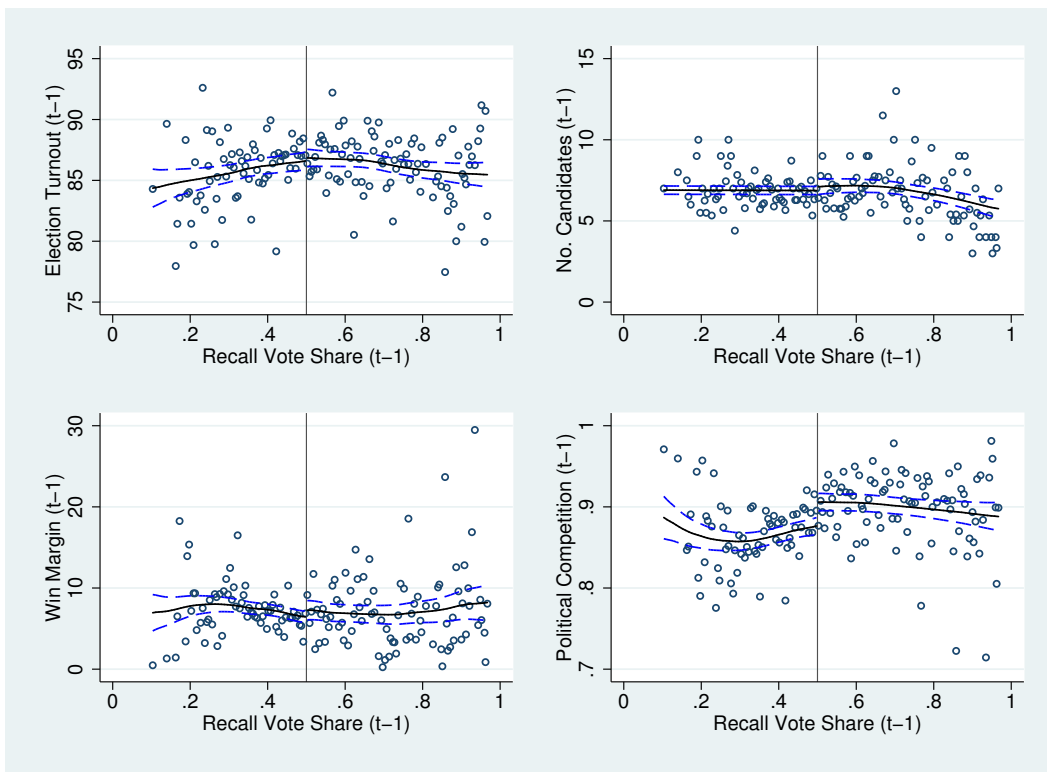 Election Turnout (t−1)
95
90
85
80
75
0 .2 .4 .6 .8 1
Recall Vote Share (t−1)
No. Candidates (t−1)
15
10
5
0
0 .2 .4 .6 .8 1
Recall Vote Share (t−1)
Win Margin (t−1)
30
20
10
0
0 .2 .4 .6 .8 1
Recall Vote Share (t−1)
Political Competition (t−1)
1
.9
.8
.7
0 .2 .4 .6 .8 1
Recall Vote Share (t−1)